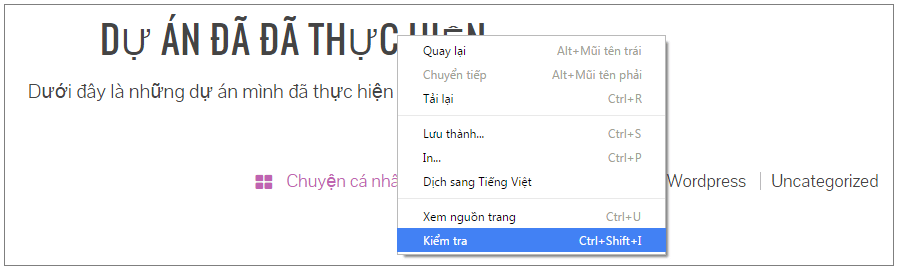 DỰ ÁN ĐÃ ĐÃ THỰC HIỆN
Dưới đây là những dự án mình đã thực hiện
Quay lại Alt+Mũi tên trái
Chuyển tiếp Alt+Mũi tên phải
Tải lại Ctrl+R
Lưu thành... Ctrl+S
In... Ctrl+P
Dịch sang Tiếng Việt
Xem nguồn trang Ctrl+U
Kiểm tra Ctrl+Shift+I
Chuyện cá nhâ
Wordpress
Uncategorized